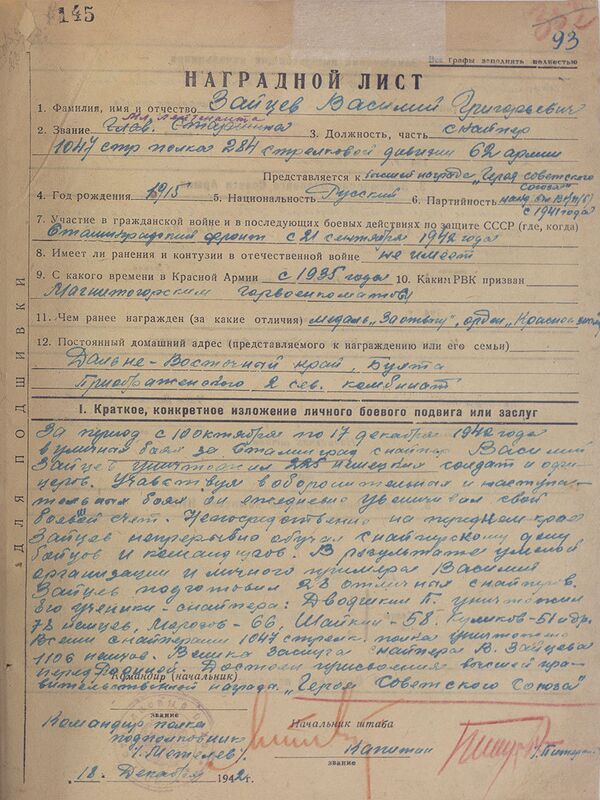 145
93
Все графы заполнять полностью
НАГРАДНОЙ ЛИСТ
1. Фамилия, имя и отчество Зайцев Василий Григорьевич
Мл. лейтенант
2. Звание глав. старшина 3. Должность, часть снайпер
1047 стр полка 284 стрелковой дивизии 62 армии
Представляется к высшей награде "Героя Советского
Союза"
4. Год рождения 1915 5. Национальность Русский 6. Партийность
с 1941 года
7. Участие в гражданской войне и в последующих боевых действиях по защите СССР (где, когда)
Сталинградский фронт с 21 сентября 1942 года
8. Имеет ли ранения и контузии в отечественной войне не имеет
9. С какого времени в Красной Армии с 1935 года 10. Каким РВК призван
Магнитогорским горвоенкоматом
11. Чем ранее награжден (за какие отличия) медаль "За отвагу", орден "Красное
12. Постоянный домашний адрес (представляемого к награждению или его семьи)
Дальне-Восточный край, Бухта
2 сев. комбинат
ДЛЯ ПОДШИВКИ
I. Краткое, конкретное изложение личного боевого подвига или заслуг
За период с 10 октября по 17 декабря 1942 года
в уличных боях за Сталинград снайпер Василий
Зайцев уничтожил 225 немецких солдат и офи-
церов. Участвуя в оборонительных и наступа-
тельных боях он ежедневно увеличивал свой
боевой счет. Непосредственно на переднем крае
Зайцев непрерывно обучал снайперскому делу
бойцов и командиров. В результате умелой
организации и личного примера Василий
Зайцев подготовил 28 отличных снайперов.
Его ученики - снайпера: П. уничтожил
78 немцев, Морозов - 66, Шайкин - 58. Куликов - 51 и др.
Всеми снайперами 1047 стрелк. полка уничтожено
1106 немцев. Велика заслуга снайпера В. Зайцева
перед Родиной. Достоин присвоения высшей пра-
Командир (начальник)
вительственной награды "Героя Советского Союза"
звание
Командир полка
подполковник
/Метелев/
Начальник штаба
капитан
звание
18 Декабря 1942 г.